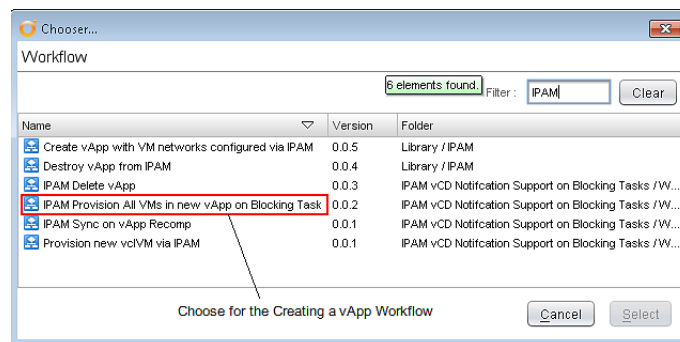 Chooser...
Workflow
6 elements found. Filter : IPAM Clear
Name Version Folder
Create vApp with VM networks configured via IPAM 0.0.5 Library / IPAM
Destroy vApp from IPAM 0.0.4 Library / IPAM
IPAM Delete vApp 0.0.3 IPAM vCD Notifcation Support on Blocking Tasks / W...
IPAM Provision All VMs in new vApp on Blocking Task 0.0.2 IPAM vCD Notifcation Support on Blocking Tasks / W...
IPAM Sync on vApp Recomp 0.0.1 IPAM vCD Notifcation Support on Blocking Tasks / W...
Provision new vclVM via IPAM 0.0.1 IPAM vCD Notifcation Support on Blocking Tasks / W...
Choose for the Creating a vApp Workflow
Cancel Select